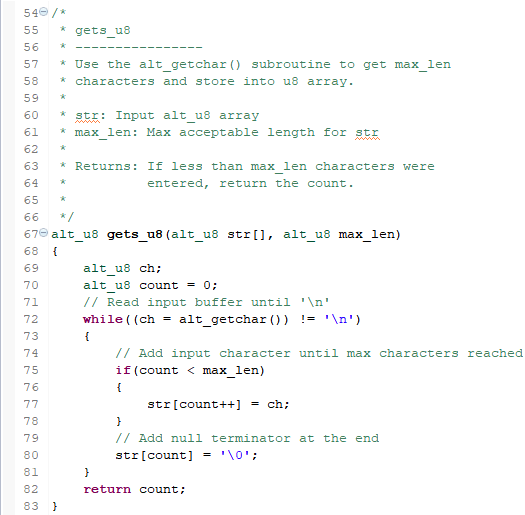 54 /*
55  * gets_u8
56  * ----------------
57  * Use the alt_getchar() subroutine to get max_len
58  * characters and store into u8 array.
59  *
60  * str: Input alt_u8 array
61  * max_len: Max acceptable length for str
62  *
63  * Returns: If less than max_len characters were
64  *          entered, return the count.
65  *
66  */
67 alt_u8 gets_u8(alt_u8 str[], alt_u8 max_len)
68 {
69     alt_u8 ch;
70     alt_u8 count = 0;
71     // Read input buffer until '\n'
72     while((ch = alt_getchar()) != '\n')
73     {
74         // Add input character until max characters reached
75         if(count < max_len)
76         {
77             str[count++] = ch;
78         }
79         // Add null terminator at the end
80         str[count] = '\0';
81     }
82     return count;
83 }